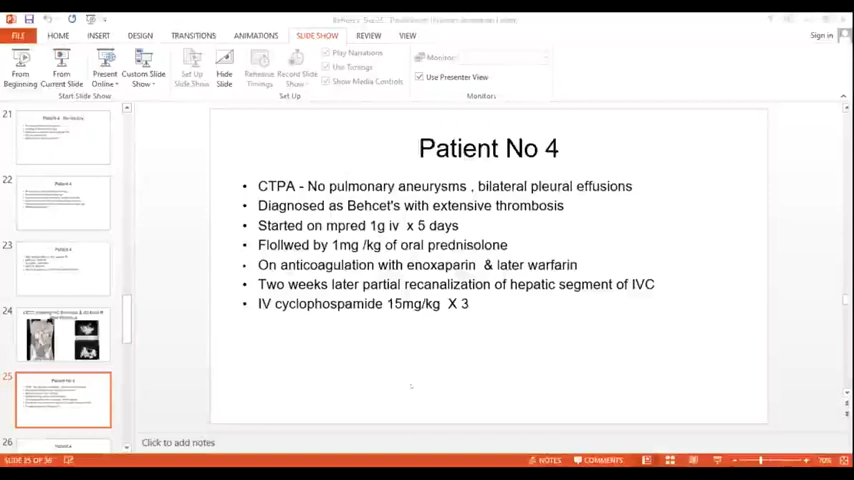 FILE HOME INSERT DESIGN TRANSITIONS ANIMATIONS SLIDE SHOW REVIEW VIEW Sign in
From Beginning
From Current Slide
Present Online
Custom Slide Show
Set Up Slide Show
Hide Slide
Rehearse Timings
Record Slide Show
Play Narrations
Use Timings
Show Media Controls
Monitor:
Use Presenter View
Start Slide Show
Set Up
Monitors
21
22
23
24
25
26
Patient No 4
• CTPA - No pulmonary aneurysms , bilateral pleural effusions
• Diagnosed as Behcet's with extensive thrombosis
• Started on mpred 1g iv x 5 days
• Flollwed by 1mg /kg of oral prednisolone
• On anticoagulation with enoxaparin & later warfarin
• Two weeks later partial recanalization of hepatic segment of IVC
• IV cyclophospamide 15mg/kg X 3
Click to add notes
SLIDE 25 OF 36
NOTES
COMMENTS
70%